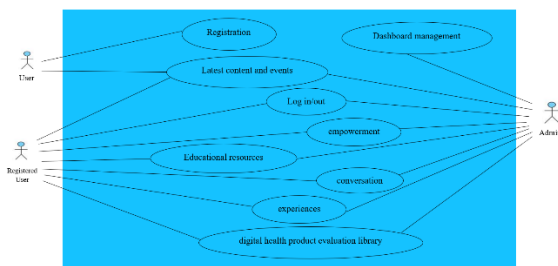 Registration
Dashboard management
User
Latest content and events
Log in/out
empowerment
Admin
Educational resources
Registered
User
conversation
experiences
digital health product evaluation library